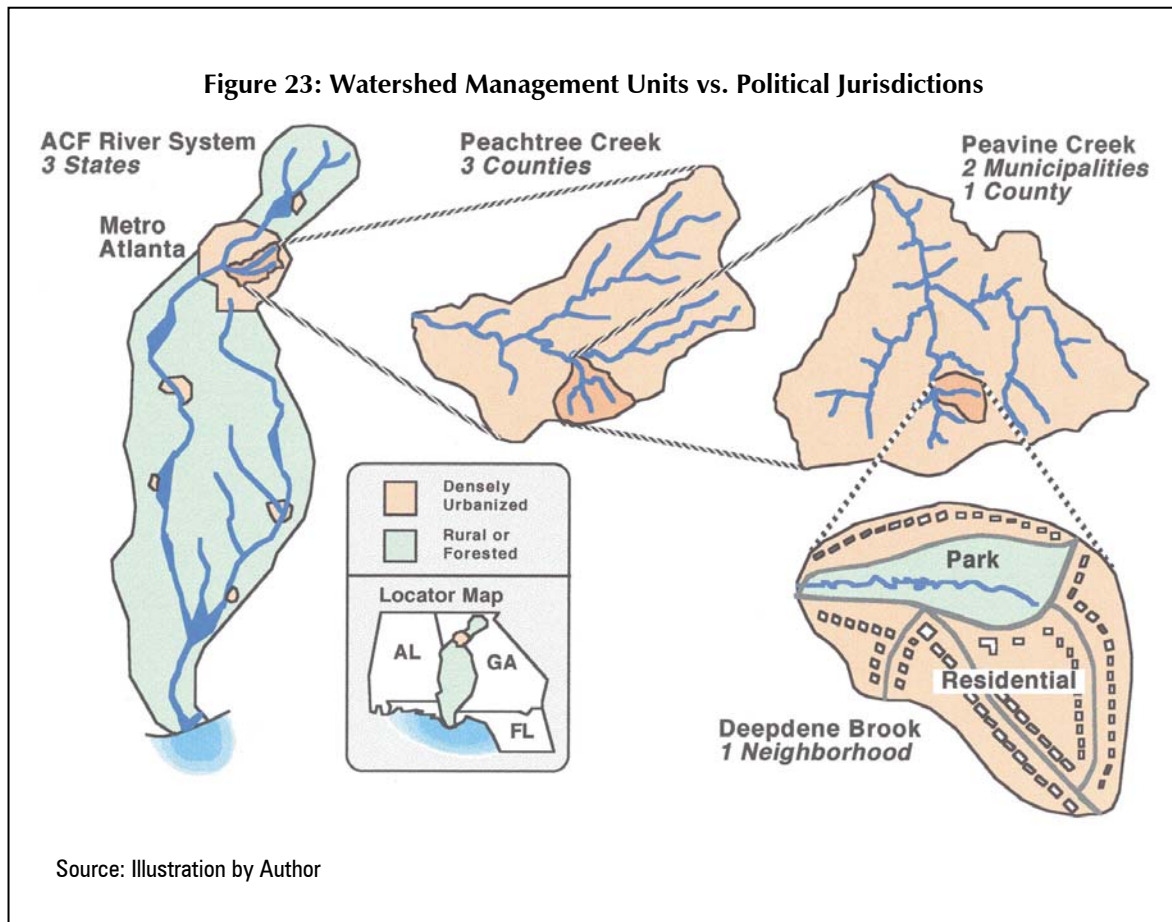 Figure 23: Watershed Management Units vs. Political Jurisdictions
ACF River System
3 States
Metro
Atlanta
Peachtree Creek
3 Counties
Peavine Creek
2 Municipalities
1 County
Densely
Urbanized
Rural or
Forested
Locator Map
AL
GA
FL
Park
Residential
Deepdene Brook
1 Neighborhood
Source: Illustration by Author